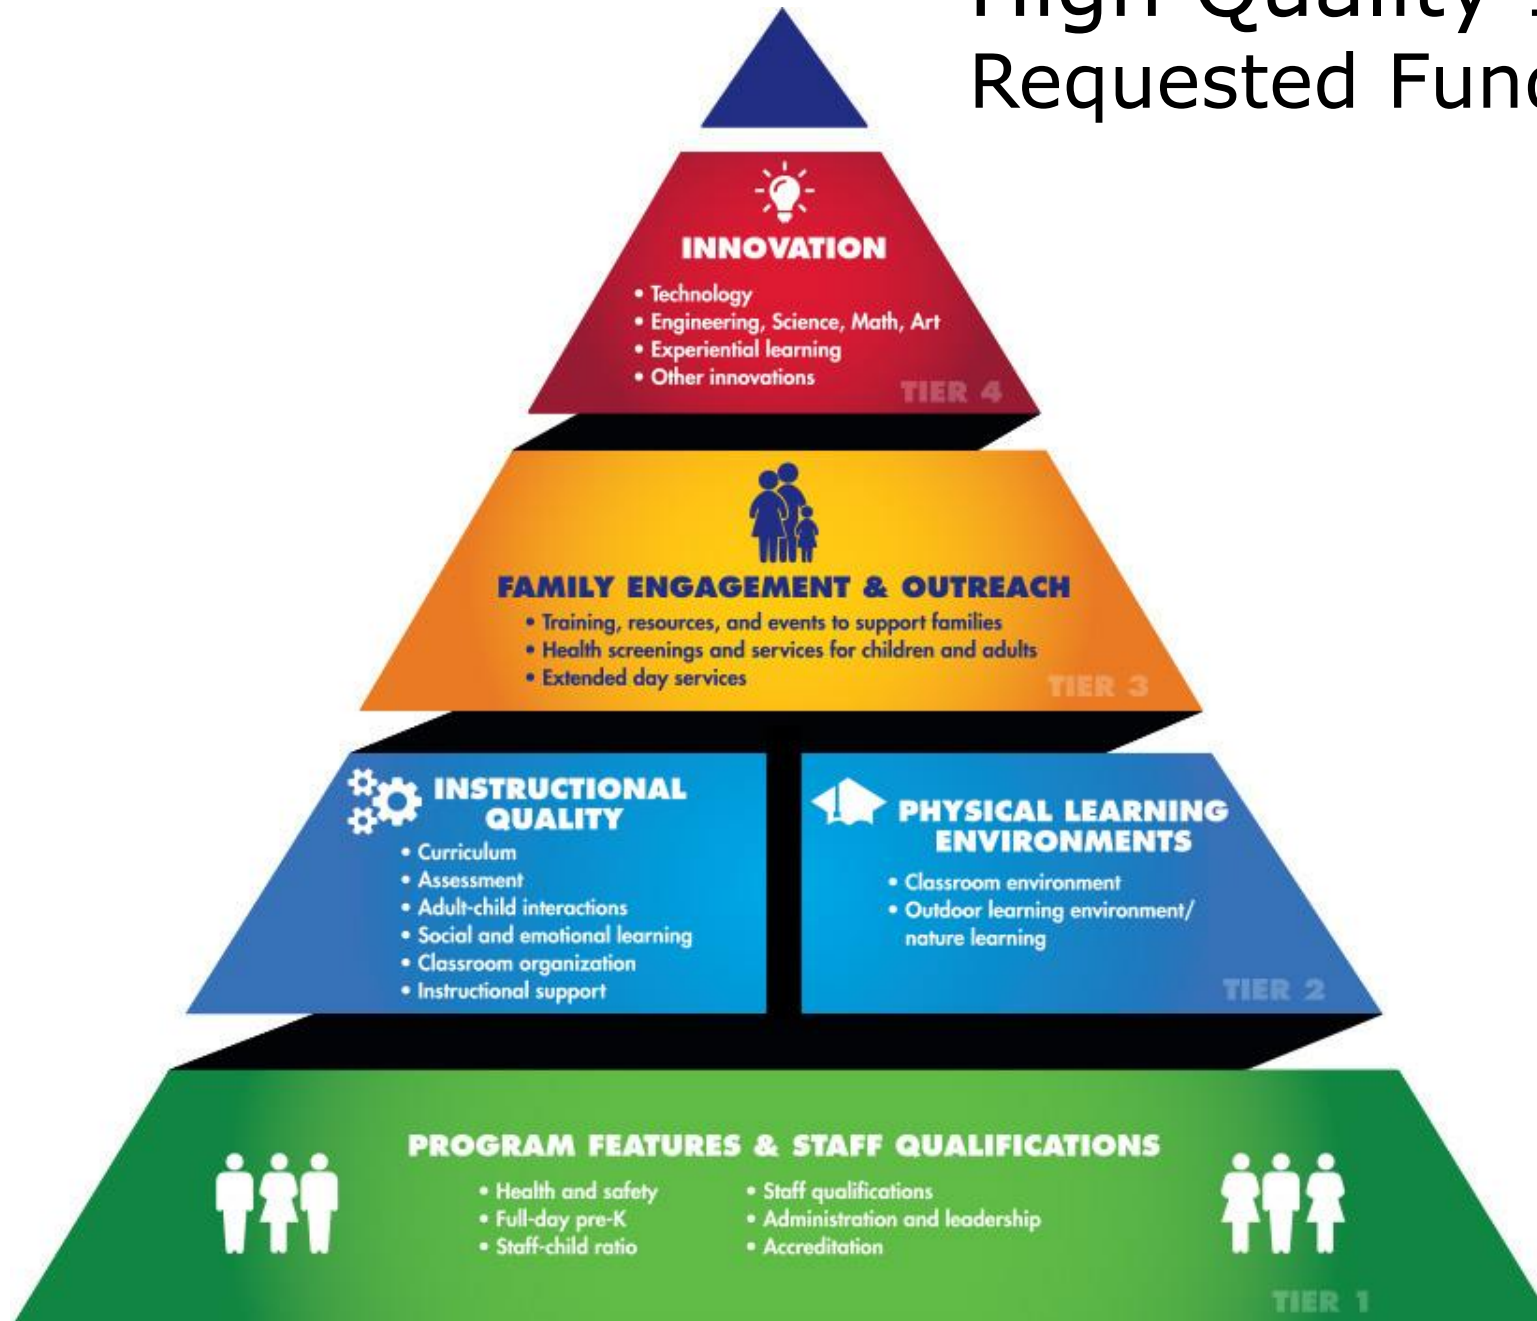 High Quality
Requested Fund
INNOVATION
• Technology
• Engineering, Science, Math, Art
• Experiential learning
• Other innovations
TIER 4
FAMILY ENGAGEMENT & OUTREACH
• Training, resources, and events to support families
• Health screenings and services for children and adults
• Extended day services
TIER 3
INSTRUCTIONAL
QUALITY
• Curriculum
• Assessment
• Adult-child interactions
• Social and emotional learning
• Classroom organization
• Instructional support
PHYSICAL LEARNING
ENVIRONMENTS
• Classroom environment
• Outdoor learning environment/
nature learning
TIER 2
PROGRAM FEATURES & STAFF QUALIFICATIONS
• Health and safety
• Full-day pre-K
• Staff-child ratio
• Staff qualifications
• Administration and leadership
• Accreditation
TIER 1